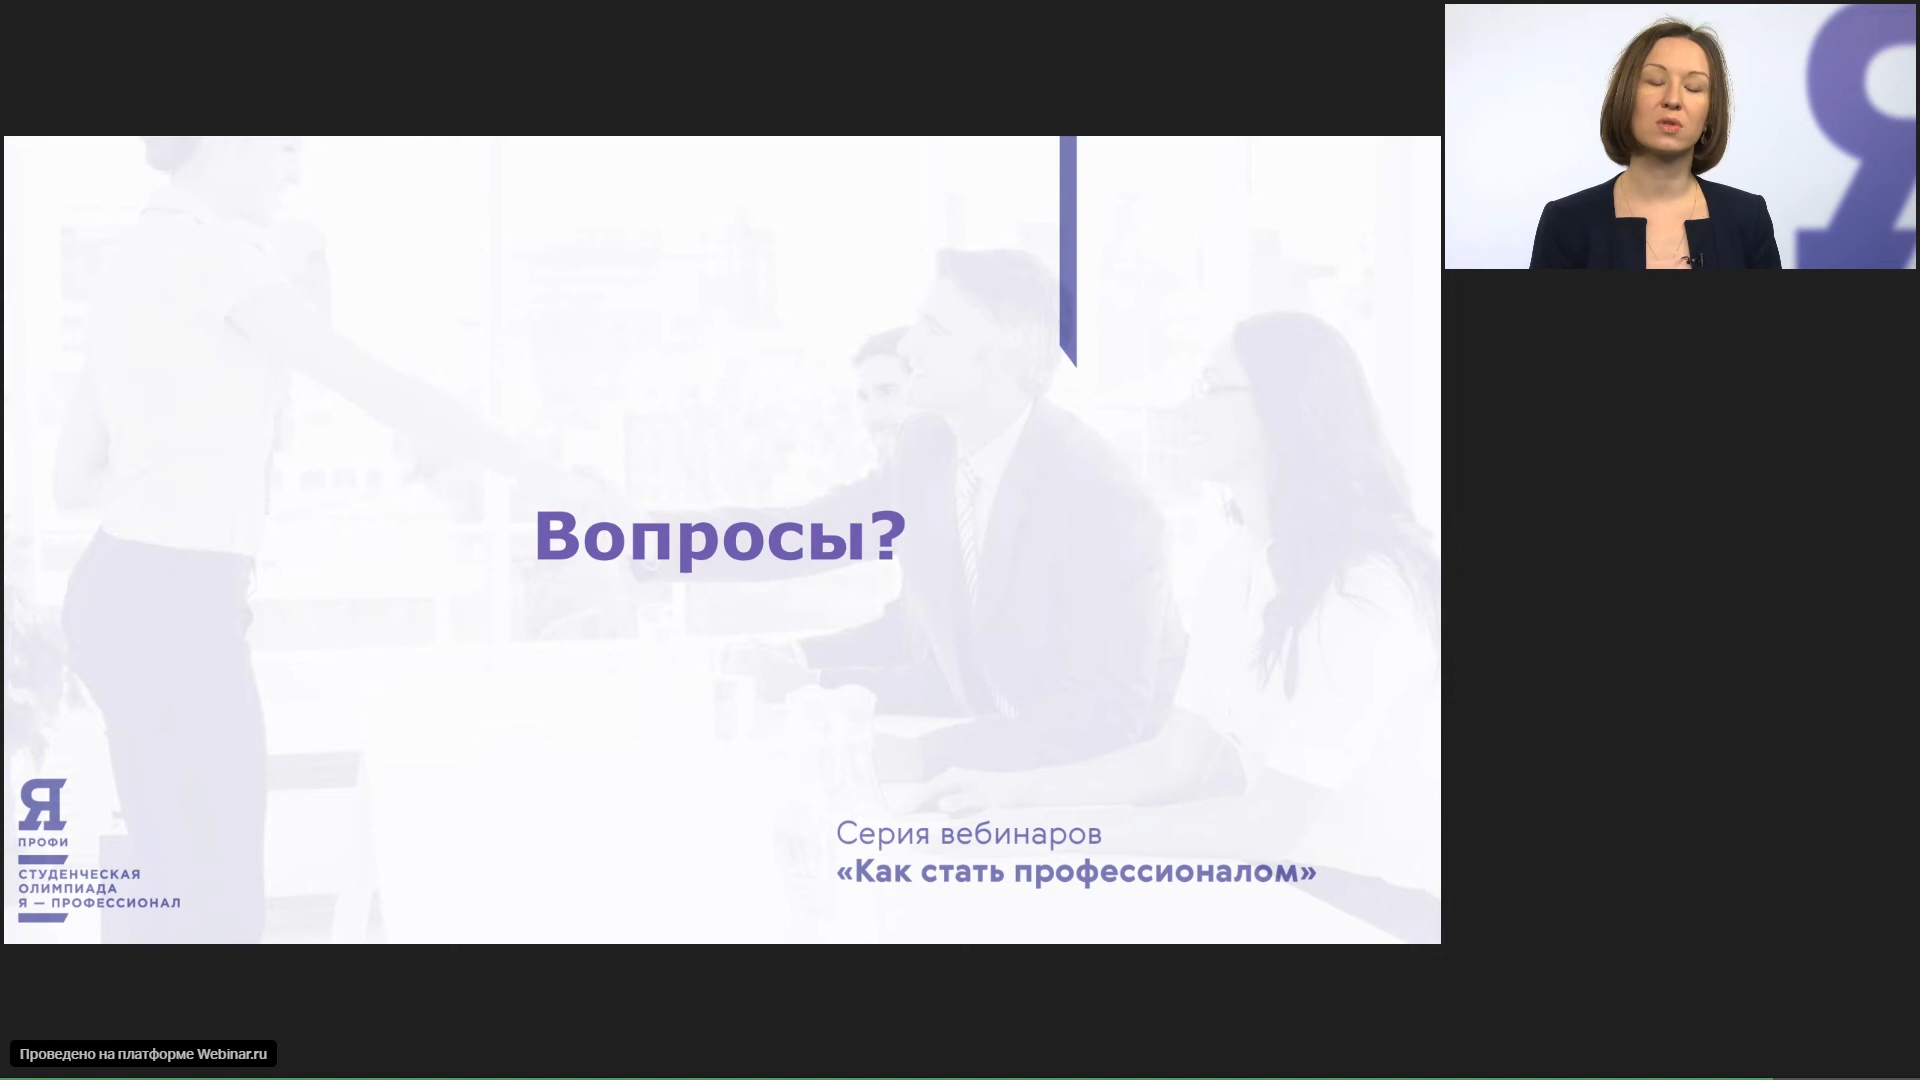 Я
Вопросы?
Серия вебинаров
«Как стать профессионалом»
Я
ПРОФИ
СТУДЕНЧЕСКАЯ
ОЛИМПИАДА
Я — ПРОФЕССИОНАЛ
Проведено на платформе Webinar.ru